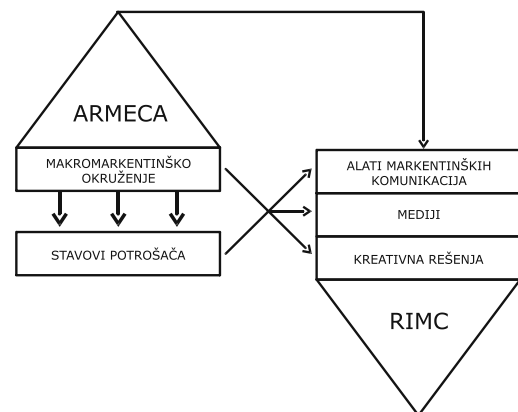 ARMECA
MAKROMARKENTINŠKO
OKRUŽENJE
STAVOVI POTROŠAČA
ALATI MARKENTINŠKIH
KOMUNIKACIJA
MEDIJI
KREATIVNA REŠENJA
RIMC